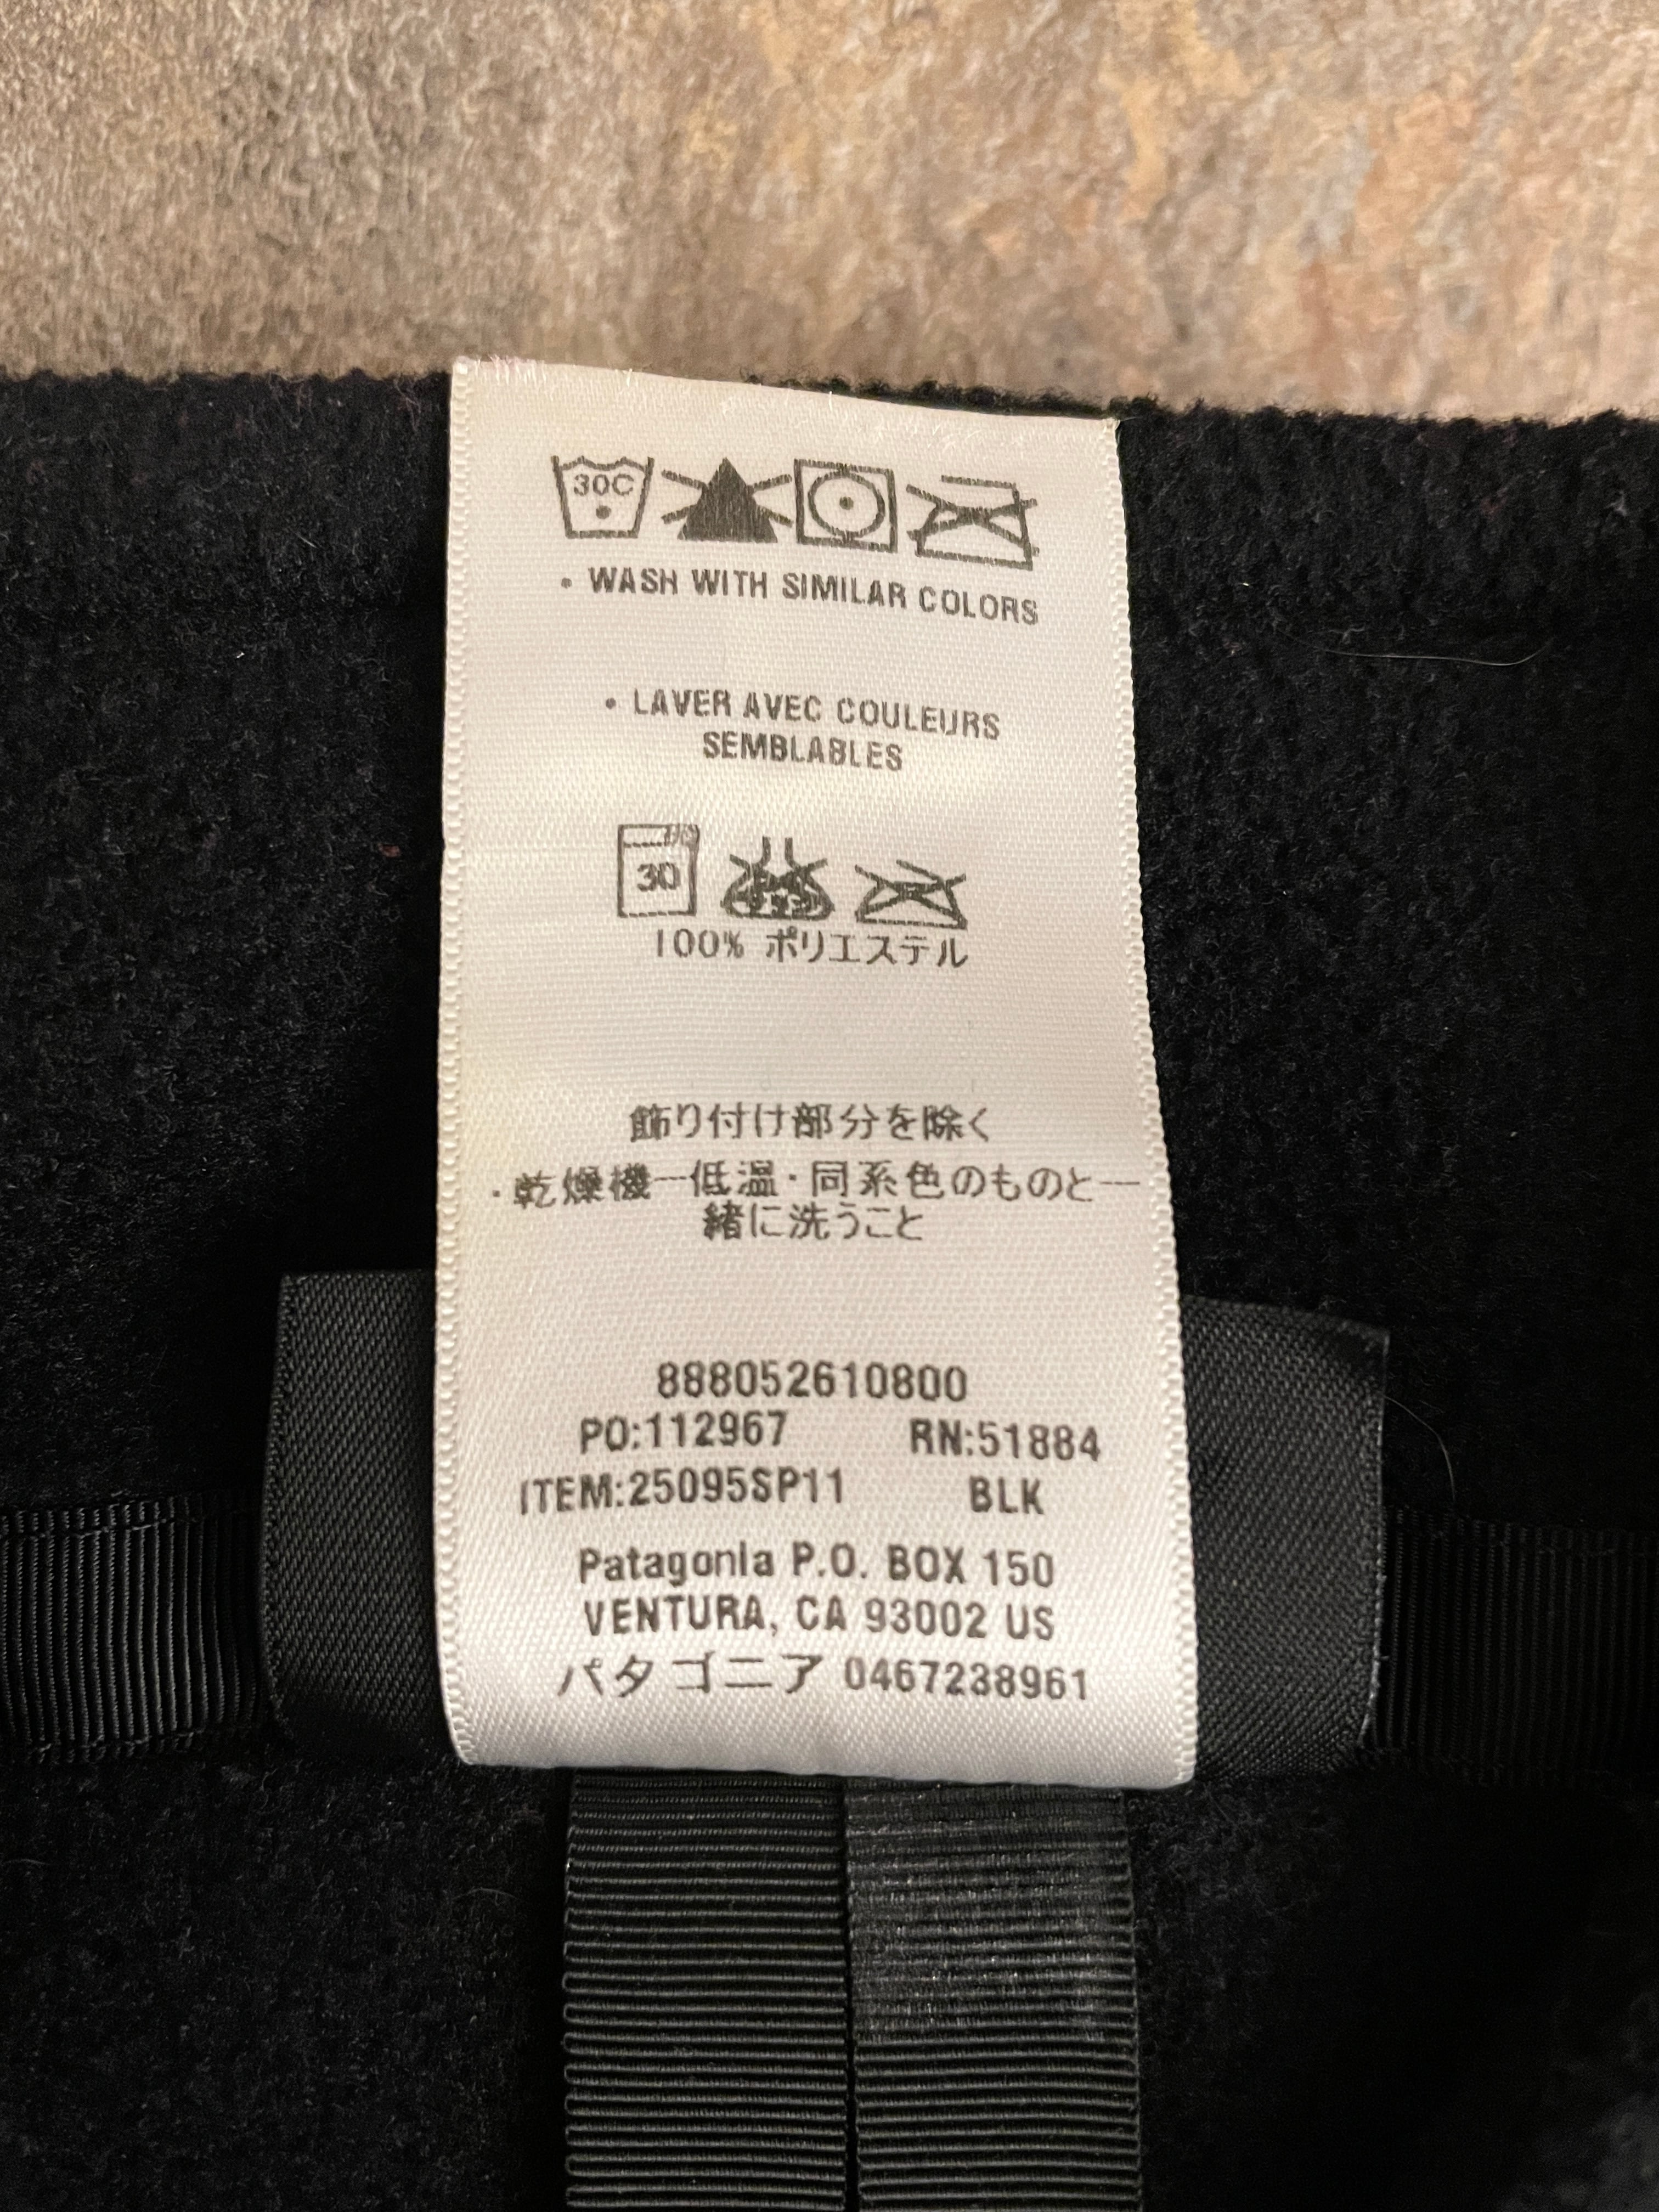 30C
• WASH WITH SIMILAR COLORS
• LAVER AVEC COULEURS
SEMBLABLES
30
100% ポリエステル
飾り付け部分を除く
・乾燥機一低温・同系色のものと一
緒に洗うこと
888052610800
PO:112967 RN:51884
ITEM:25095SP11 BLK
Patagonia P.O. BOX 150
VENTURA, CA 93002 US
パタゴニア 0467238961